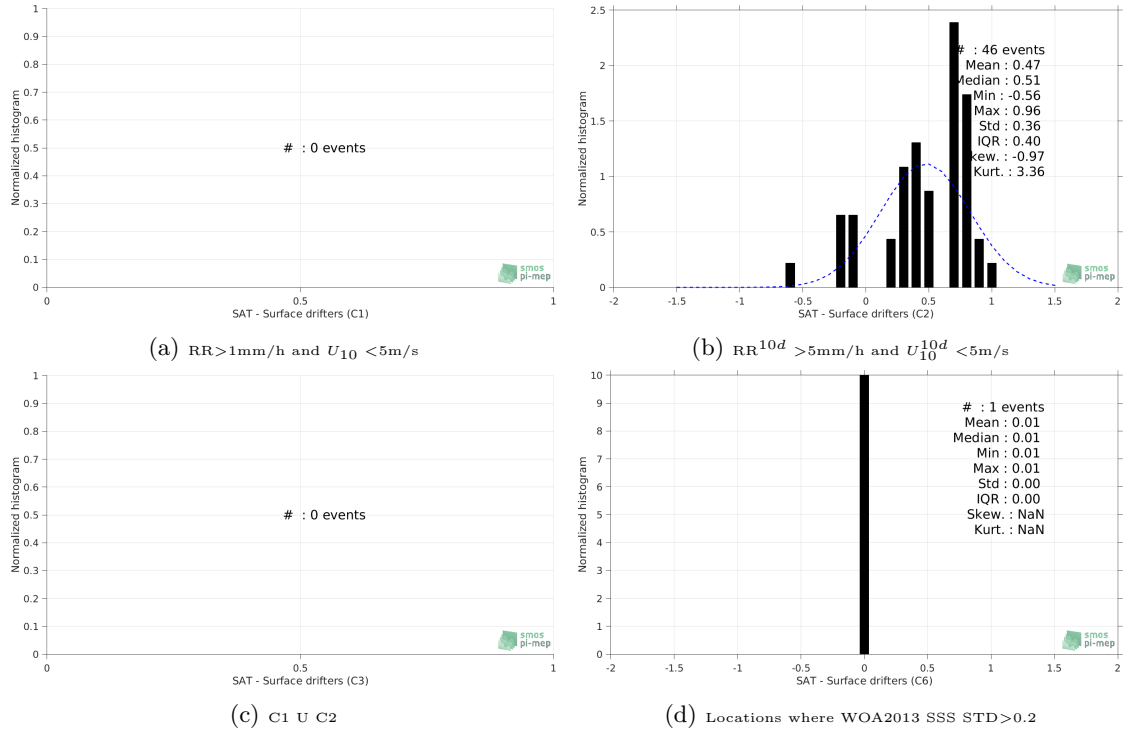 1
0.9
0.8
0.7
0.6
0.5
0.4
0.3
0.2
0.1
0
Normalized histogram
# : 0 events
smos
pi-mep
0 0.5 1
SAT - Surface drifters (C1)
(a) RR>1mm/h and U10 <5m/s
2.5
2
1.5
1
0.5
0
Normalized histogram
# : 46 events
Mean : 0.47
Median : 0.51
Min : -0.56
Max : 0.96
Std : 0.36
IQR : 0.40
kew. : -0.97
Kurt. : 3.36
smos
pi-mep
-2 -1.5 -1 -0.5 0 0.5 1 1.5 2
SAT - Surface drifters (C2)
(b) RR10d >5mm/h and U10d10 <5m/s
1
0.9
0.8
0.7
0.6
0.5
0.4
0.3
0.2
0.1
0
Normalized histogram
# : 0 events
smos
pi-mep
0 0.5 1
SAT - Surface drifters (C3)
(c) C1 U C2
10
9
8
7
6
5
4
3
2
1
0
Normalized histogram
# : 1 events
Mean : 0.01
Median : 0.01
Min : 0.01
Max : 0.01
Std : 0.00
IQR : 0.00
Skew. : NaN
Kurt. : NaN
smos
pi-mep
-2 -1.5 -1 -0.5 0 0.5 1 1.5 2
SAT - Surface drifters (C6)
(d) Locations where WOA2013 SSS STD>0.2